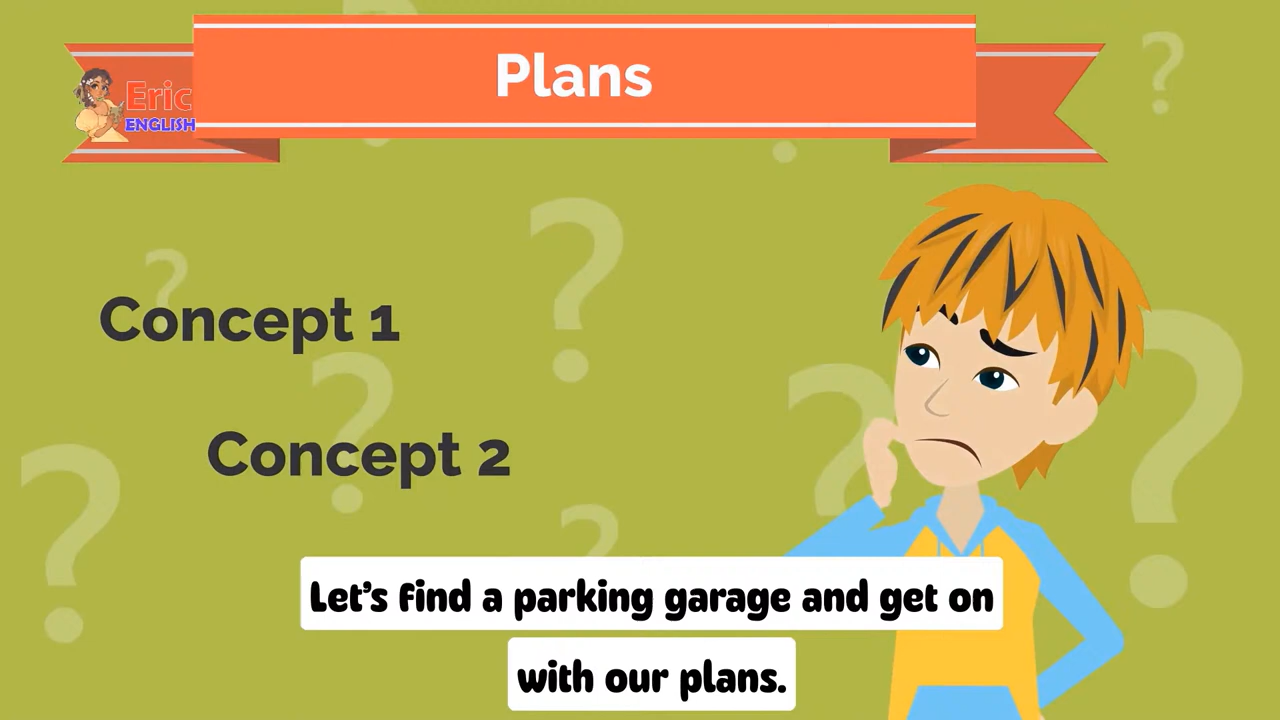 Plans
Eric
ENGLISH
Concept 1
Concept 2
Let's find a parking garage and get on
with our plans.